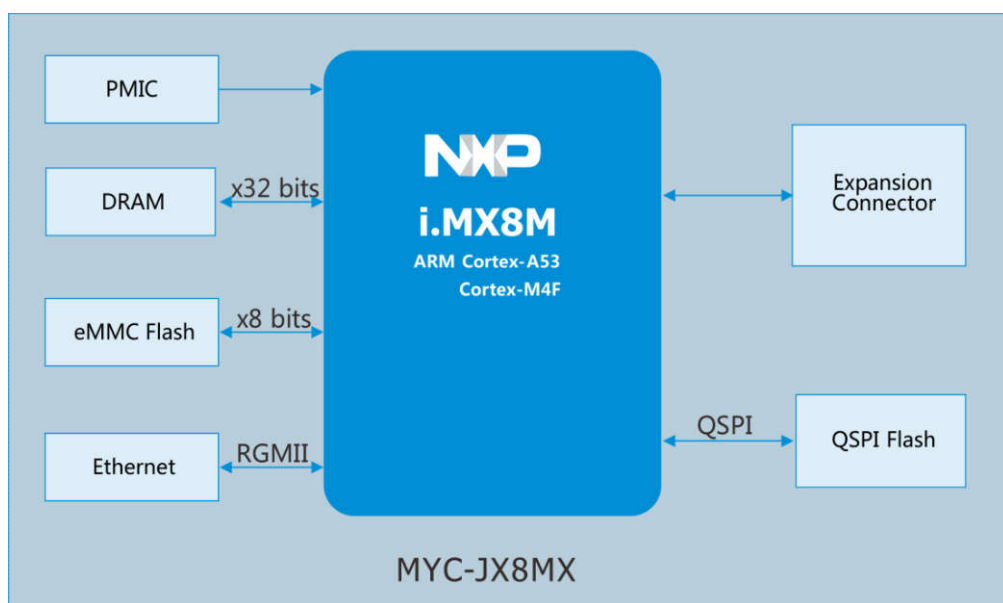 PMIC
DRAM
x32 bits
eMMC Flash
x8 bits
Ethernet
RGMII
NXP
i.MX8M
ARM Cortex-A53
Cortex-M4F
Expansion
Connector
QSPI
QSPI Flash
MYC-JX8MX